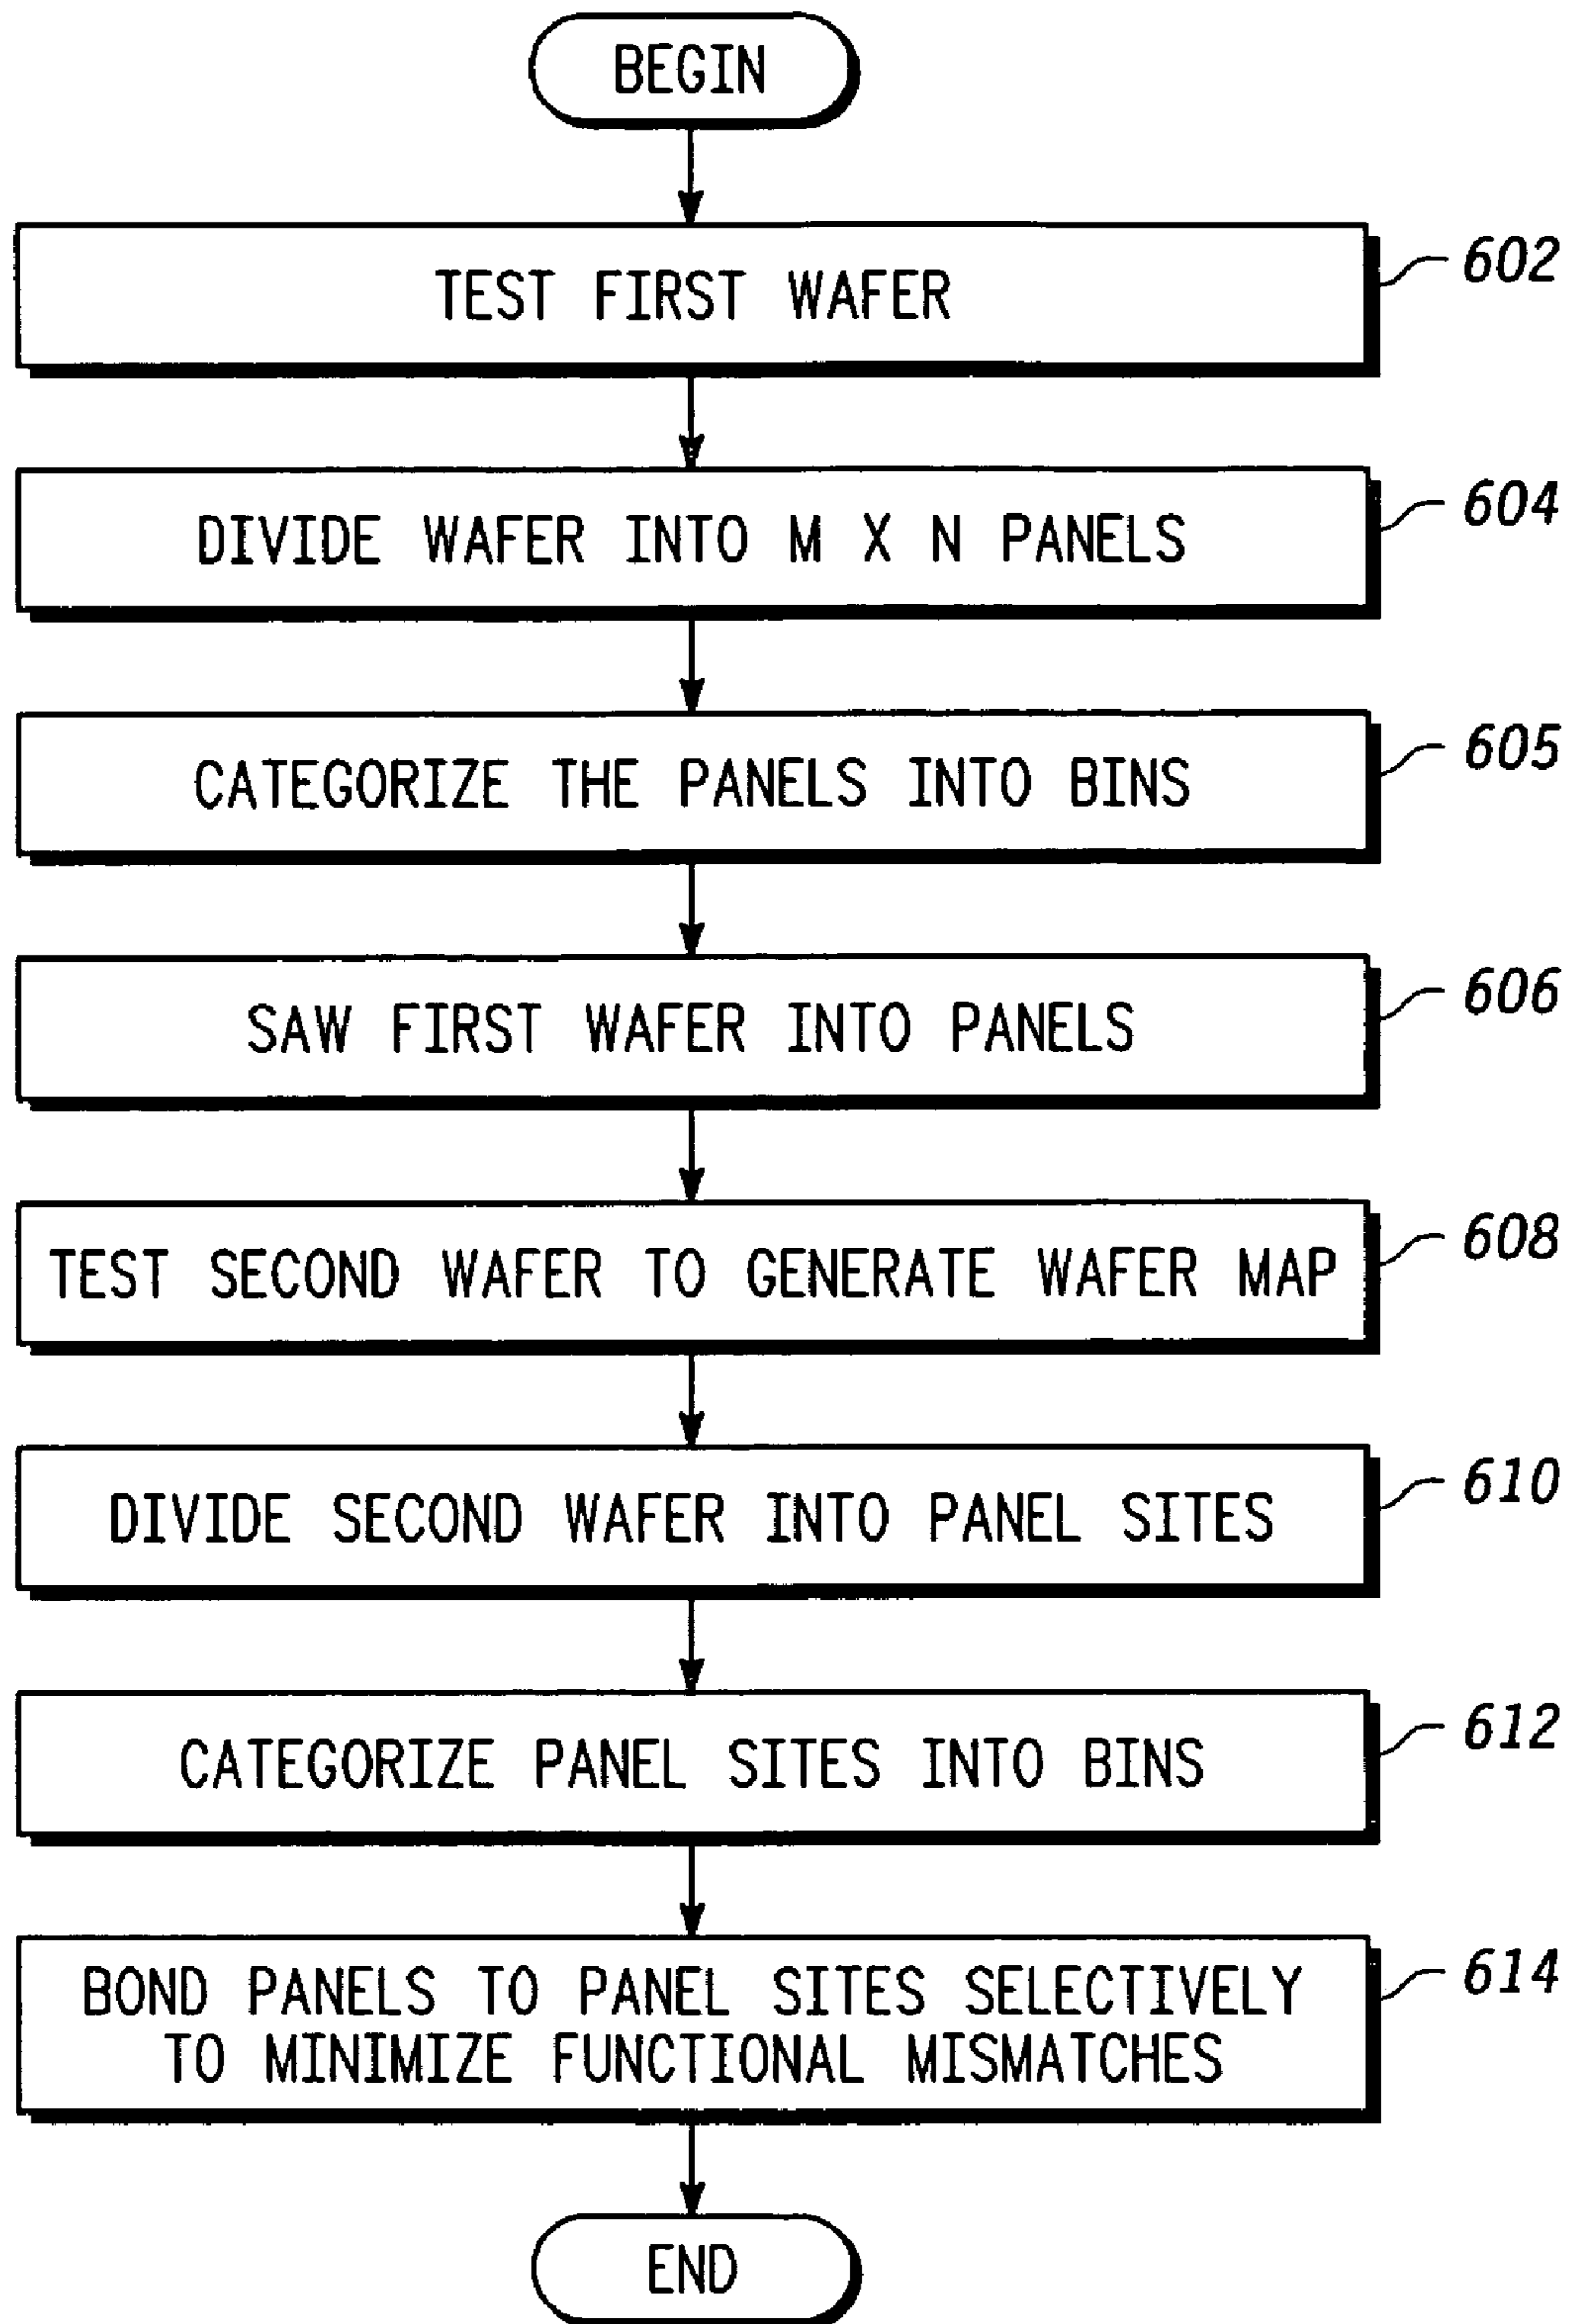 BEGIN
TEST FIRST WAFER
602
DIVIDE WAFER INTO M X N PANELS
604
CATEGORIZE THE PANELS INTO BINS
605
SAW FIRST WAFER INTO PANELS
606
TEST SECOND WAFER TO GENERATE WAFER MAP
608
DIVIDE SECOND WAFER INTO PANEL SITES
610
CATEGORIZE PANEL SITES INTO BINS
612
BOND PANELS TO PANEL SITES SELECTIVELY
TO MINIMIZE FUNCTIONAL MISMATCHES
614
END